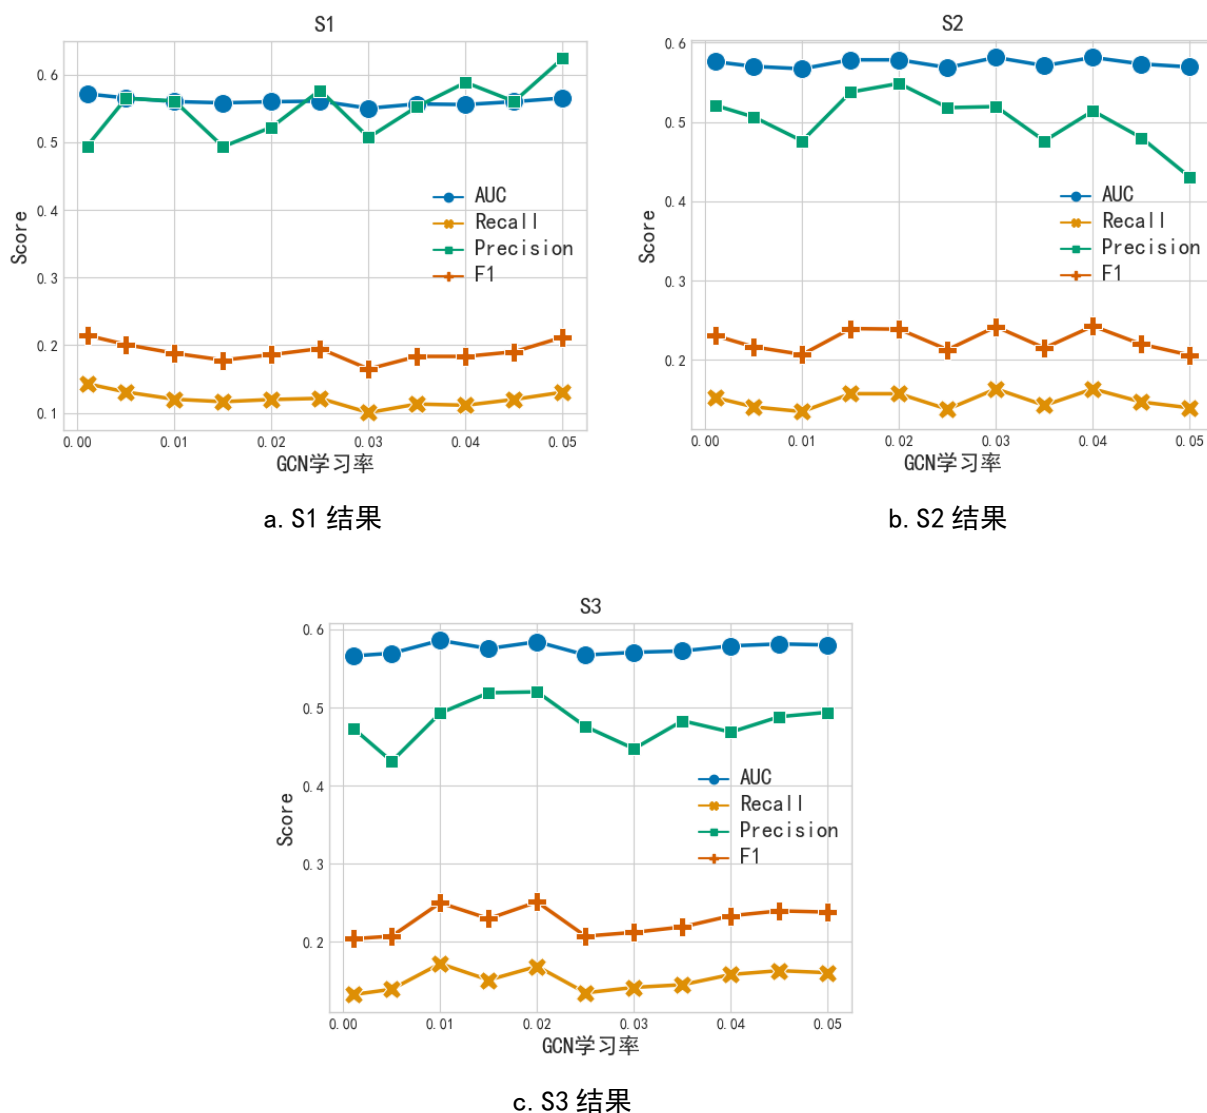 S1
Score
0.6
0.5
0.4
0.3
0.2
0.1
AUC
Recall
Precision
F1
0.00 0.01 0.02 0.03 0.04 0.05
GCN学习率
a. S1 结果
S2
Score
0.6
0.5
0.4
0.3
0.2
AUC
Recall
Precision
F1
0.00 0.01 0.02 0.03 0.04 0.05
GCN学习率
b. S2 结果
S3
Score
0.6
0.5
0.4
0.3
0.2
AUC
Recall
Precision
F1
0.00 0.01 0.02 0.03 0.04 0.05
GCN学习率
c. S3 结果